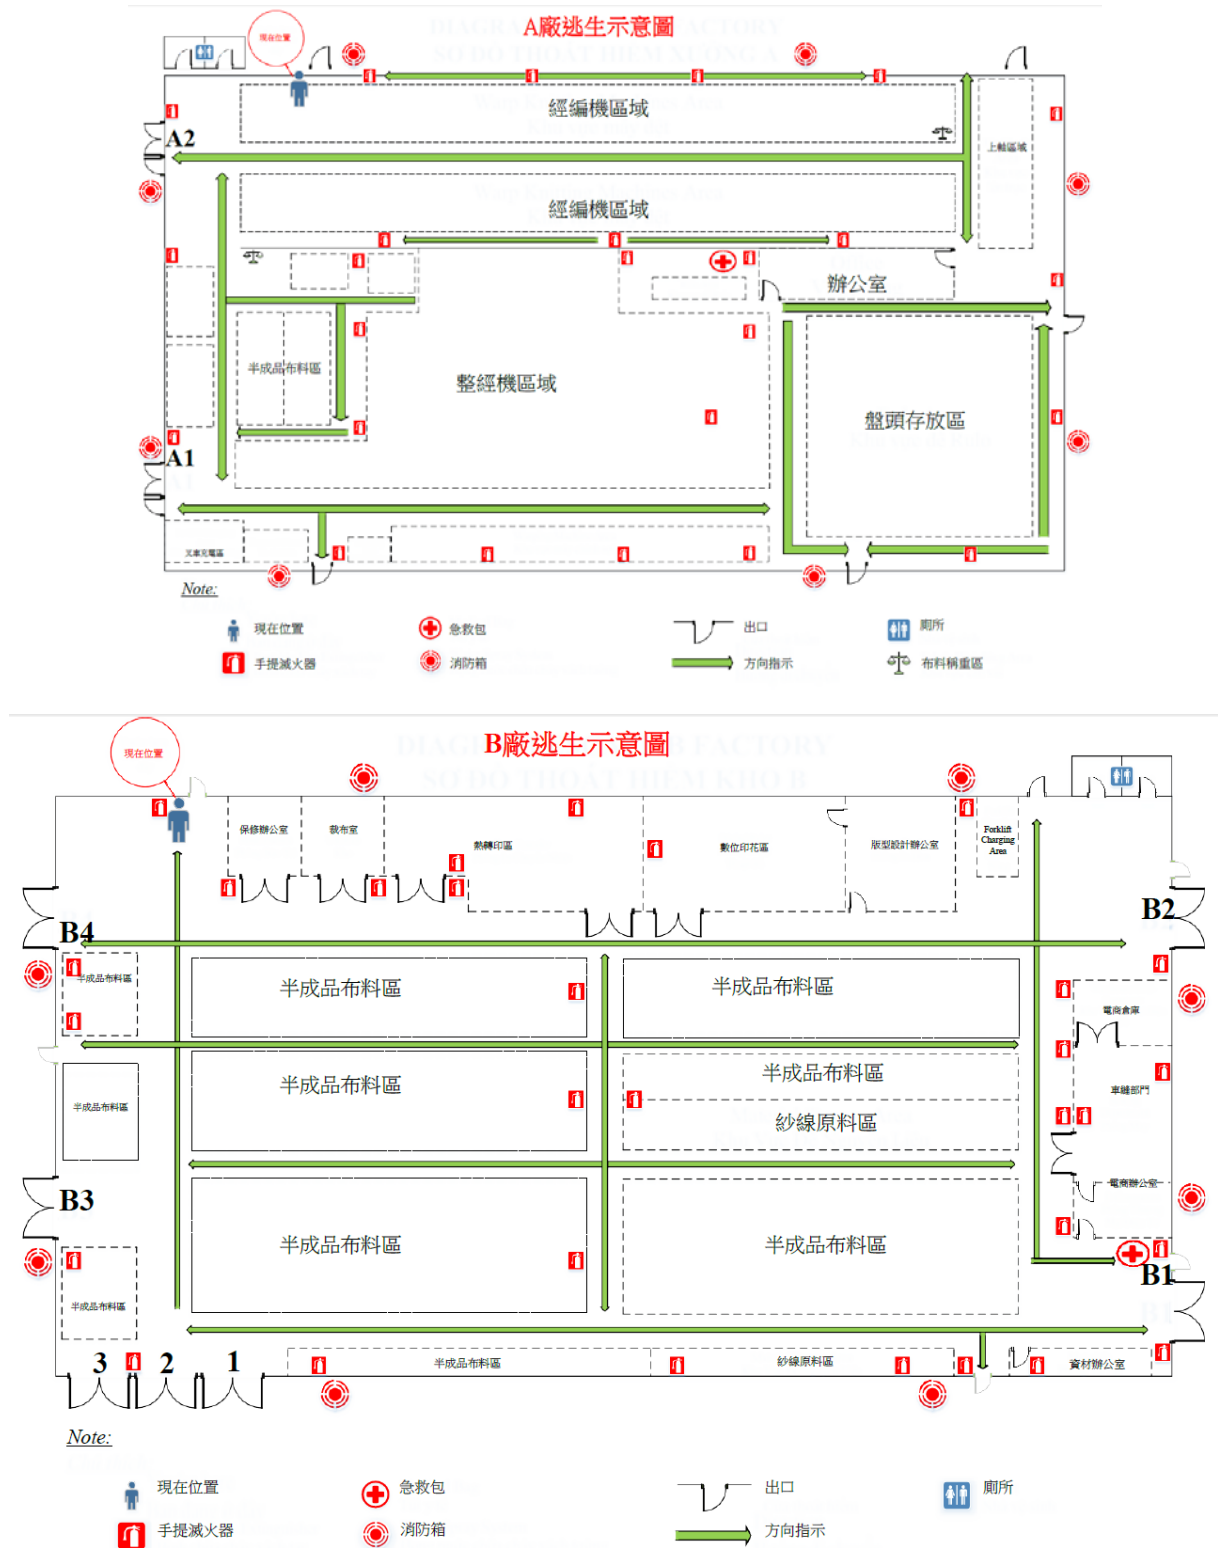 A廠逃生示意圖
現在位置
經編機區域
A2
上軸區域
經編機區域
辦公室
半成品布料區
整經機區域
盤頭存放區
A1
叉車充電區
Note:
現在位置
急救包
出口
廁所
手提滅火器
消防箱
方向指示
布料稱重區
B廠逃生示意圖
現在位置
保修辦公室
裁布室
熱轉印區
數位印花區
版型設計辦公室
Forklift
Charging
Area
B4
B2
半成品布料區
半成品布料區
半成品布料區
電商倉庫
半成品布料區
半成品布料區
半成品布料區
紗線原料區
車縫部門
B3
電商辦公室
半成品布料區
半成品布料區
B1
半成品布料區
3
2
1
半成品布料區
紗線原料區
資材辦公室
Note:
現在位置
急救包
出口
廁所
手提滅火器
消防箱
方向指示